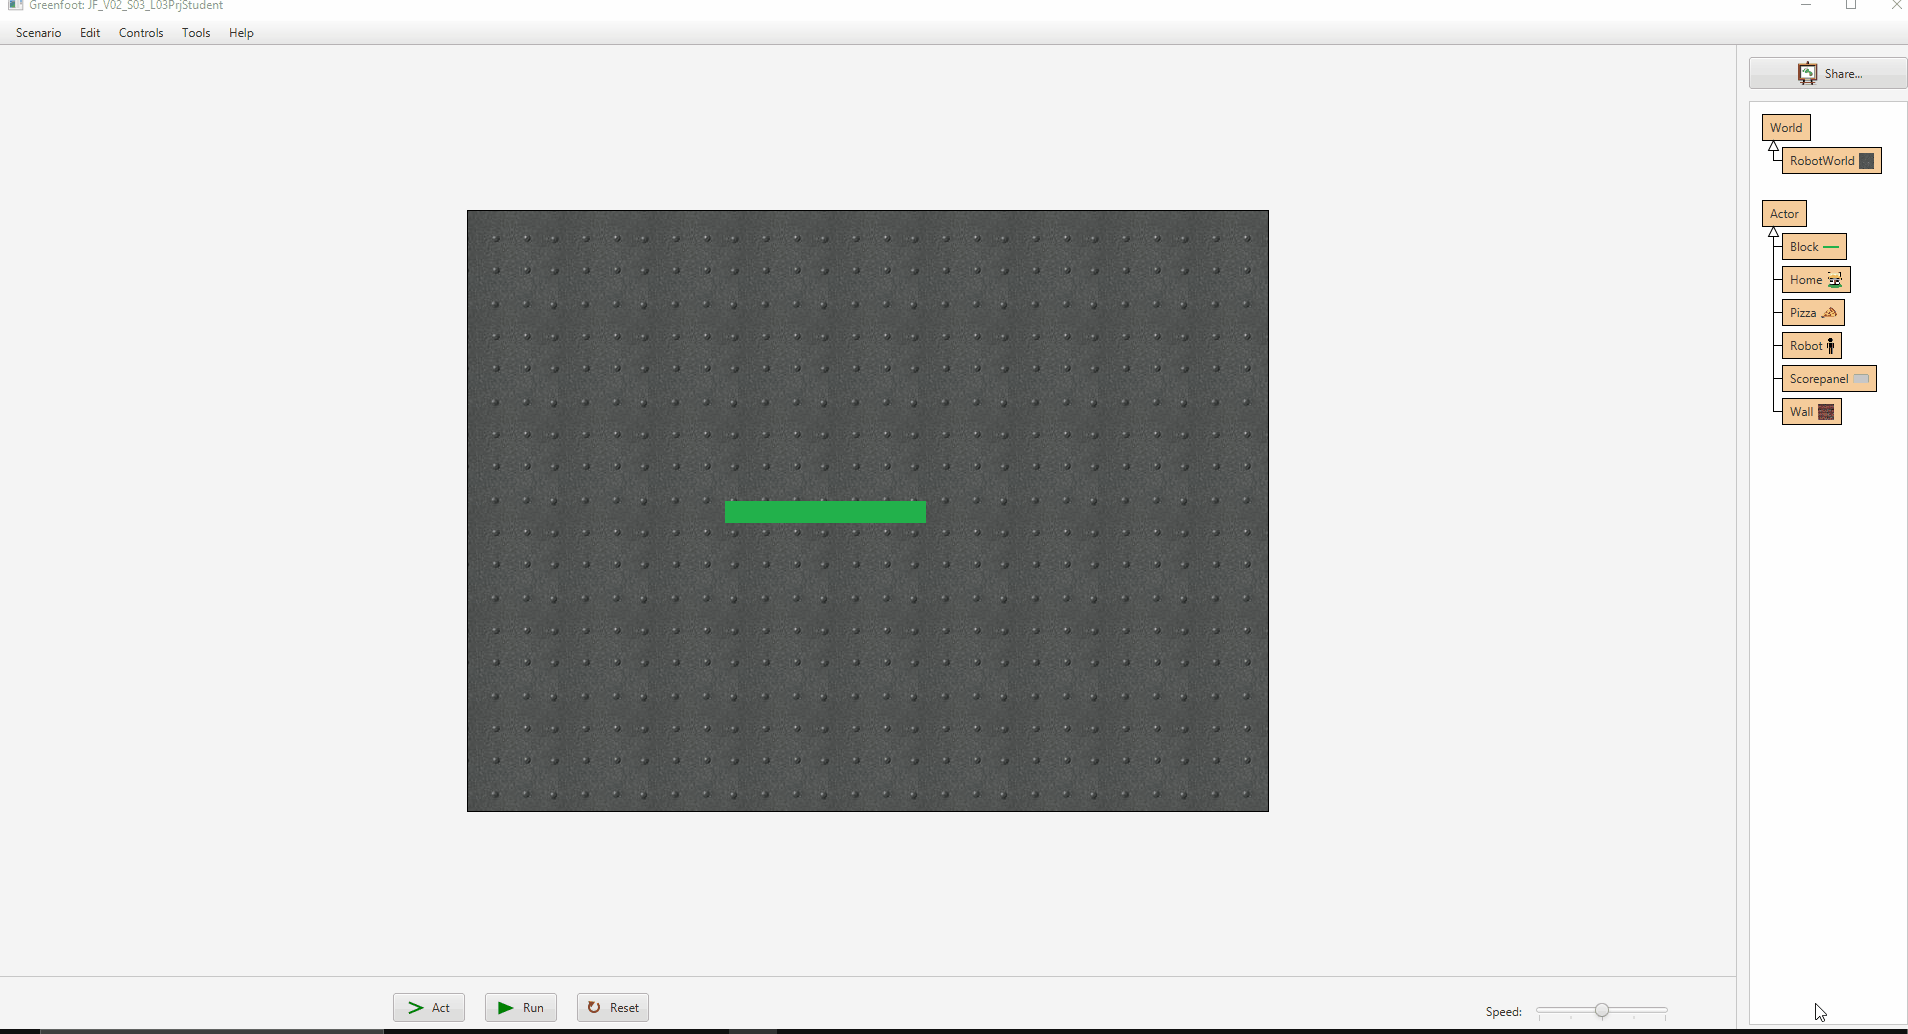 Greenfoot: JF_V02_S03_L03PrjStudent
Scenario Edit Controls Tools Help
Share...
World
RobotWorld
Actor
Block
Home
Pizza
Robot
Scorepanel
Wall
Act Run Reset Speed: